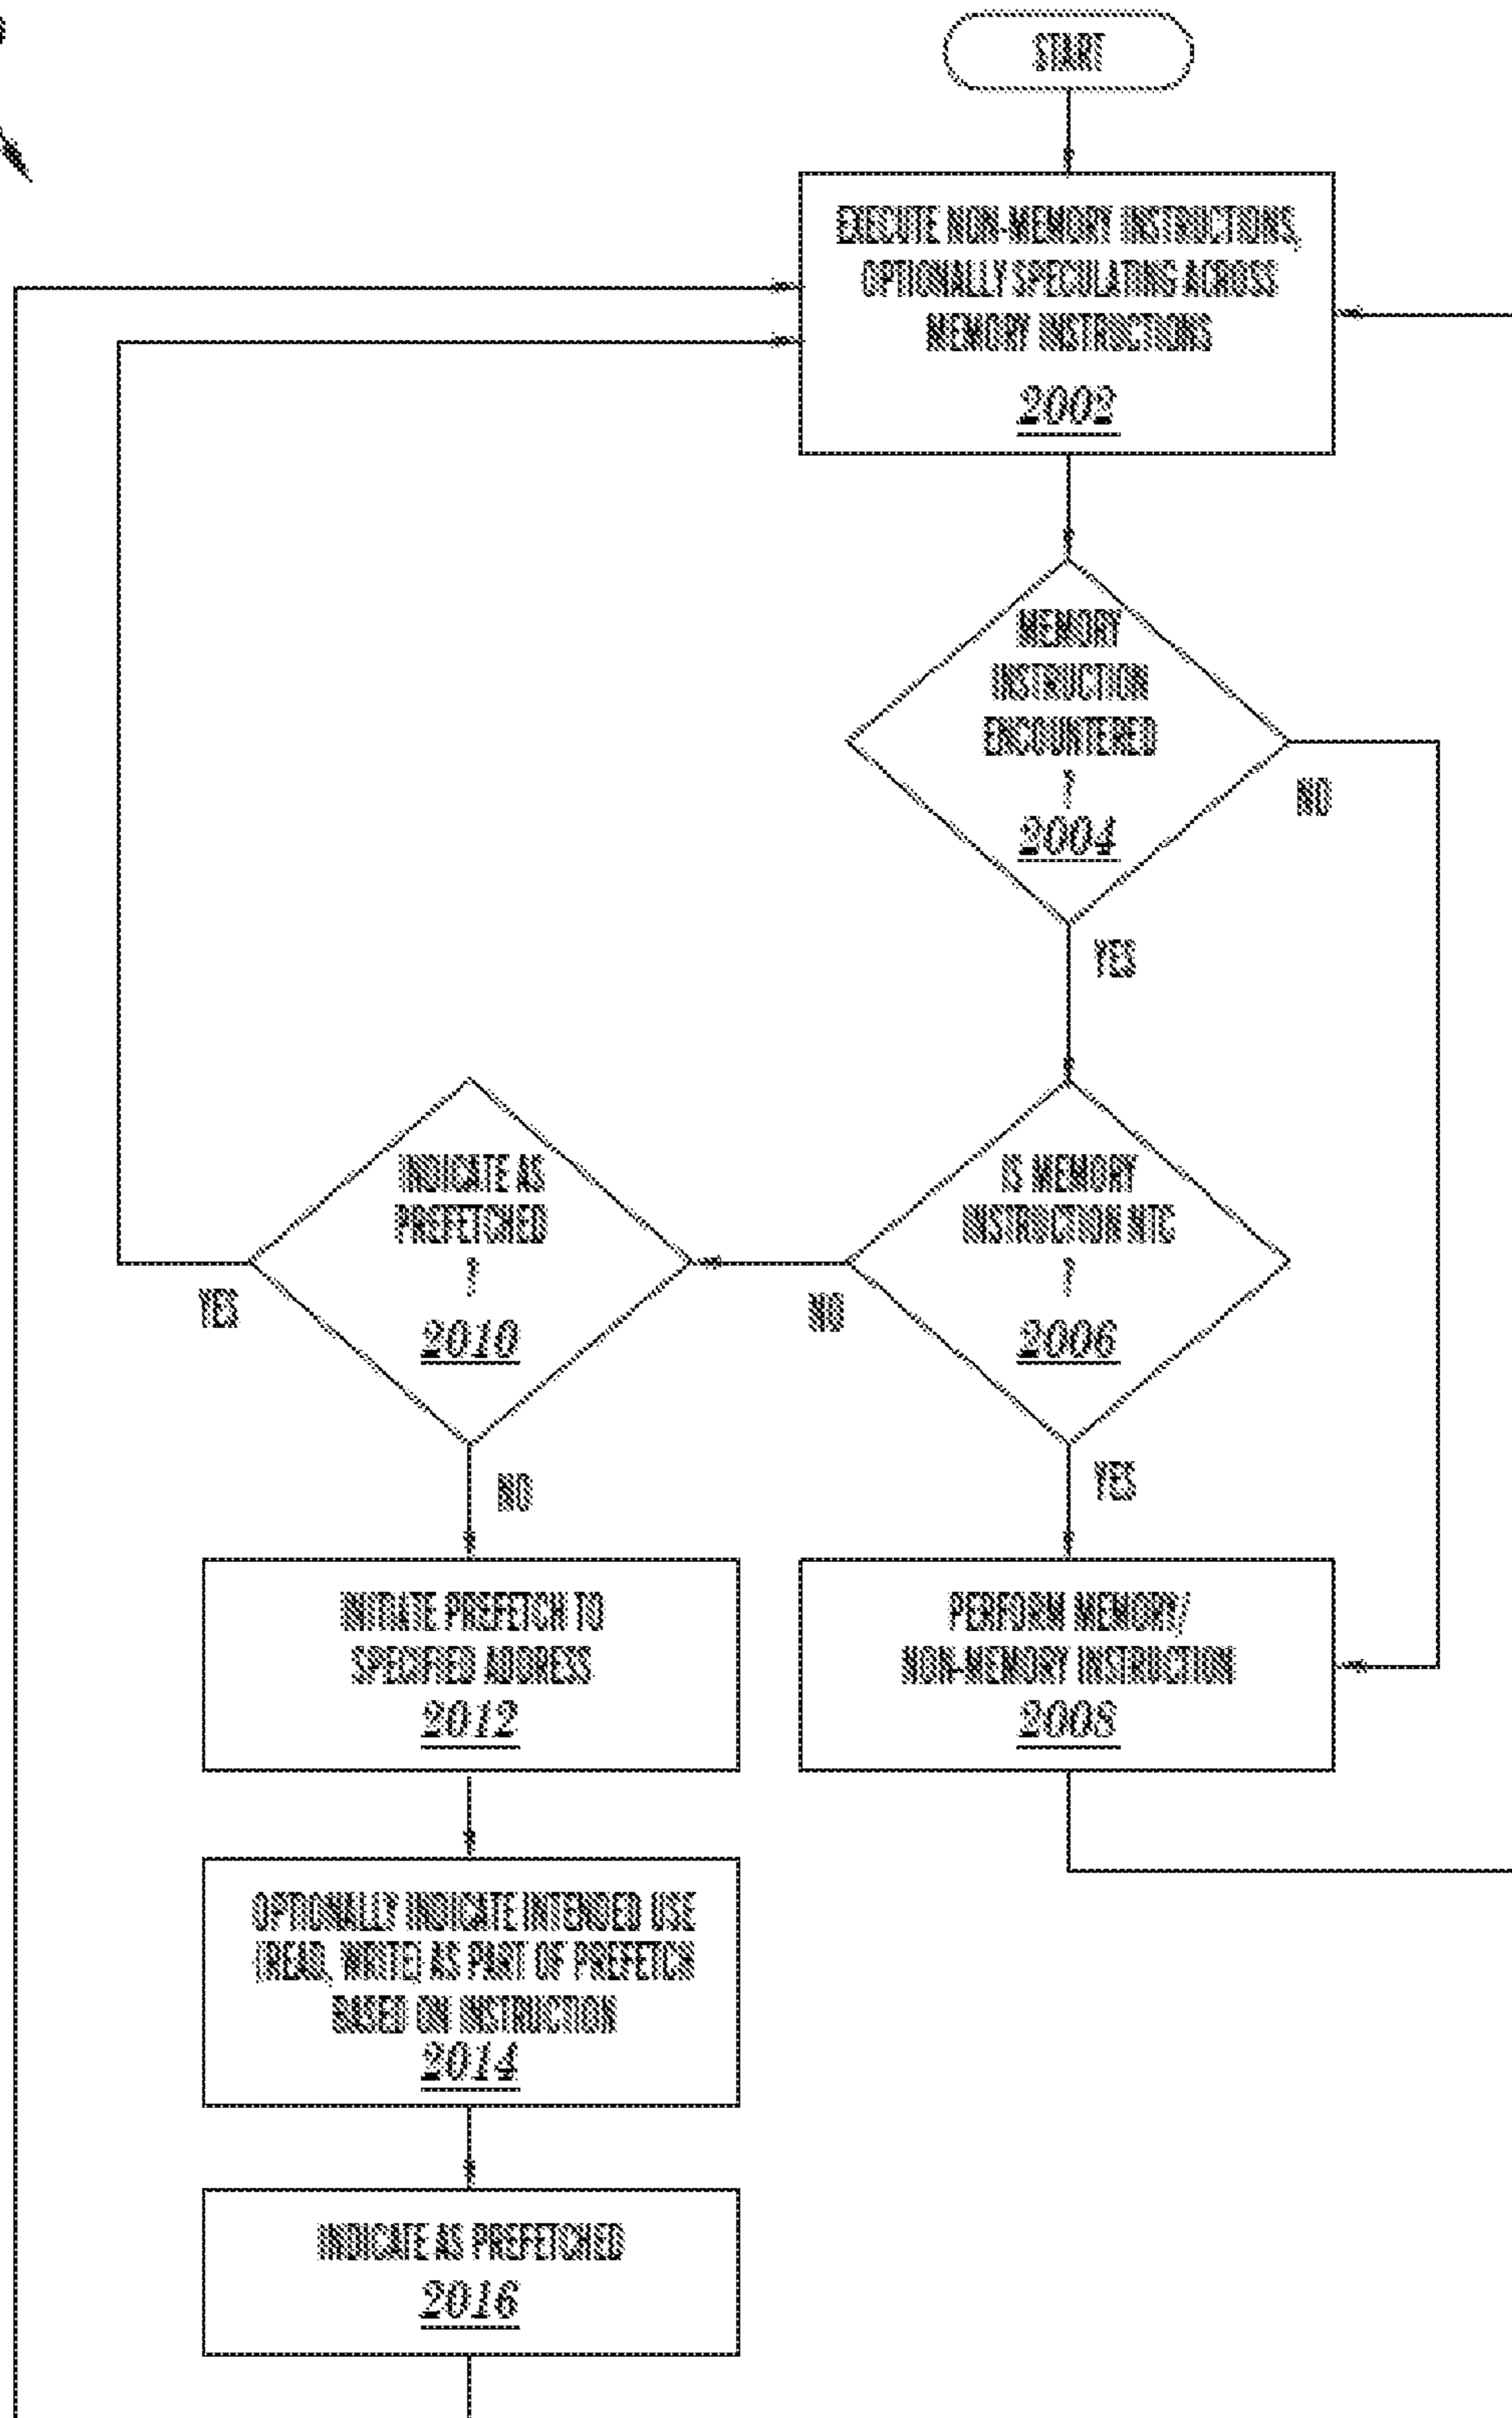 START
EXECUTE NON-MEMORY INSTRUCTIONS,
OPTIONALLY SPECULATING ACROSS
MEMORY INSTRUCTIONS
2002
MEMORY
INSTRUCTION
ENCOUNTERED
?
2004
NO
YES
INDICATE AS
PREFETCHED
?
2010
YES
NO
IS MEMORY
INSTRUCTION NTC
?
2006
NO
YES
INITIATE PREFETCH TO
SPECIFIED ADDRESS
2012
PERFORM MEMORY/
NON-MEMORY INSTRUCTION
2008
OPTIONALLY INDICATE INTENDED USE
(READ, WRITE) AS PART OF PREFETCH
BASED ON INSTRUCTION
2014
INDICATE AS PREFETCHED
2016